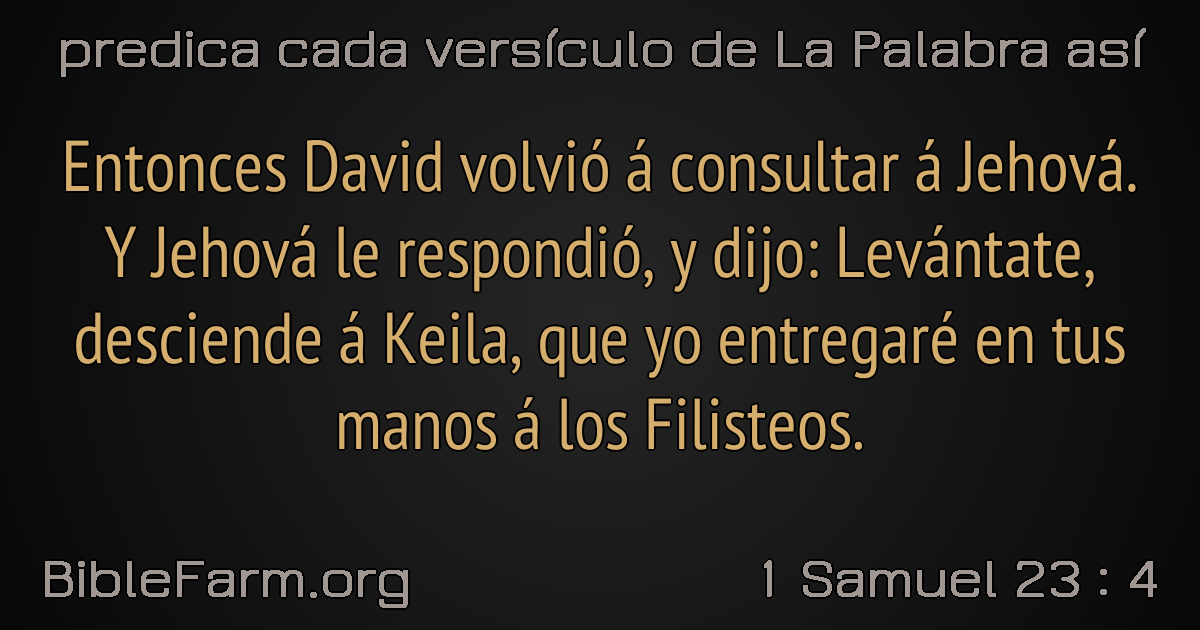 predica cada versículo de La Palabra así
Entonces David volvió á consultar á Jehová.
Y Jehová le respondió, y dijo: Levántate,
desciende á Keila, que yo entregaré en tus
manos á los Filisteos.
BibleFarm.org
1 Samuel 23 : 4